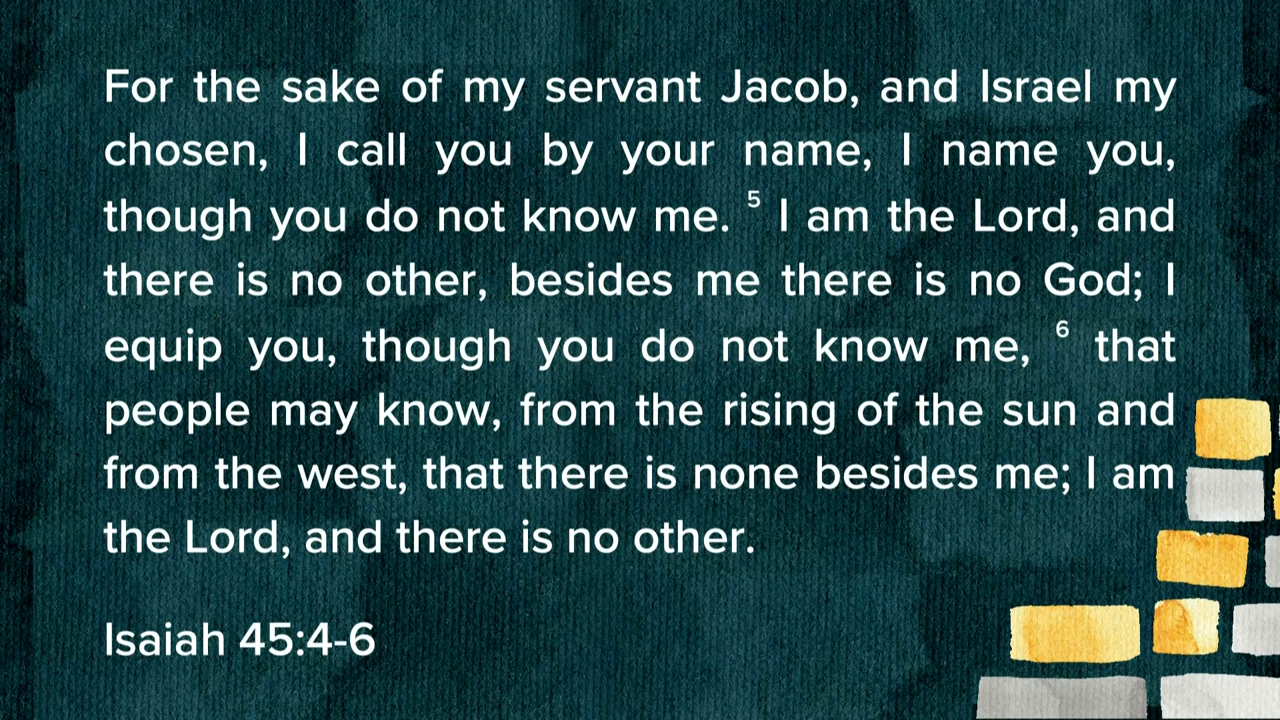 For the sake of my servant Jacob, and Israel my
chosen, I call you by your name, I name you,
though you do not know me. 5 I am the Lord, and
there is no other, besides me there is no God; I
equip you, though you do not know me, 6 that
people may know, from the rising of the sun and
from the west, that there is none besides me; I am
the Lord, and there is no other.
Isaiah 45:4-6